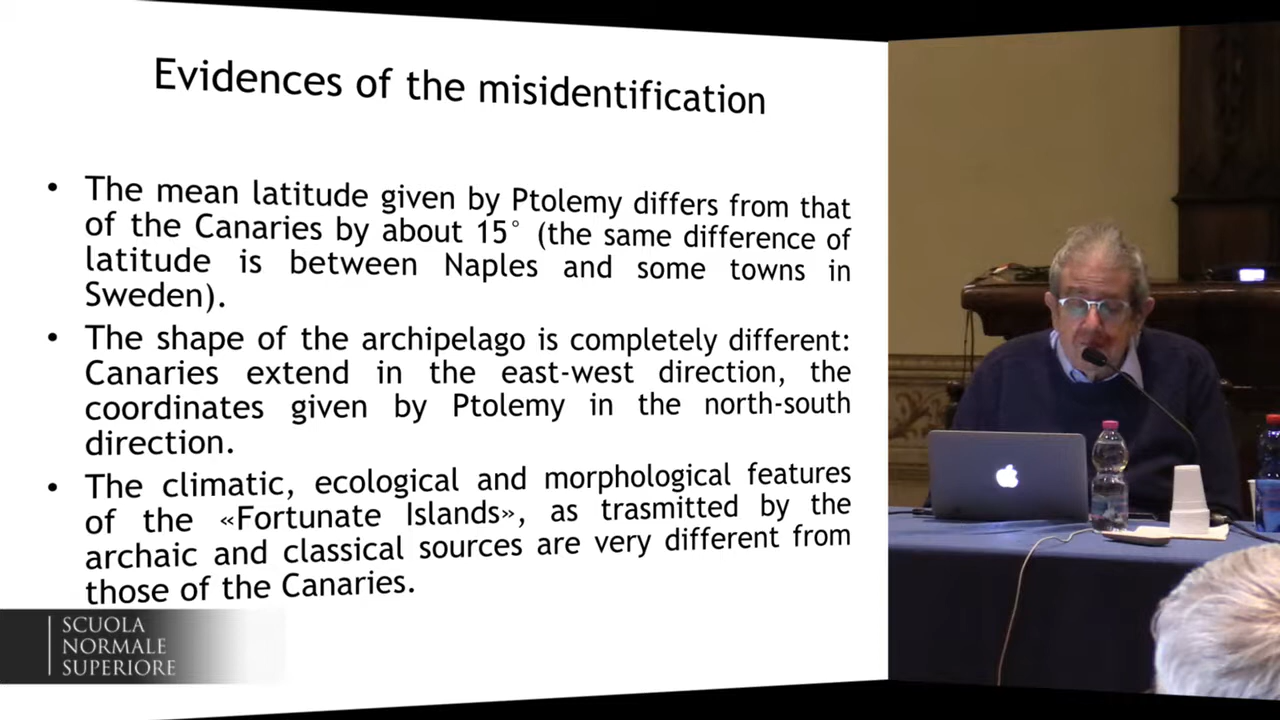 Evidences of the misidentification
• The mean latitude given by Ptolemy differs from that
of the Canaries by about 15° (the same difference of
latitude is between Naples and some towns in
Sweden).
• The shape of the archipelago is completely different:
Canaries extend in the east-west direction, the
coordinates given by Ptolemy in the north-south
direction.
• The climatic, ecological and morphological features
of the «Fortunate Islands», as trasmitted by the
archaic and classical sources are very different from
those of the Canaries.
SCUOLA
NORMALE
SUPERIORE